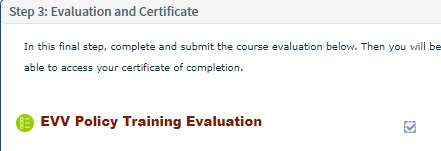 Step 3: Evaluation and Certificate
In this final step, complete and submit the course evaluation below. Then you will be
able to access your certificate of completion.
EVV Policy Training Evaluation